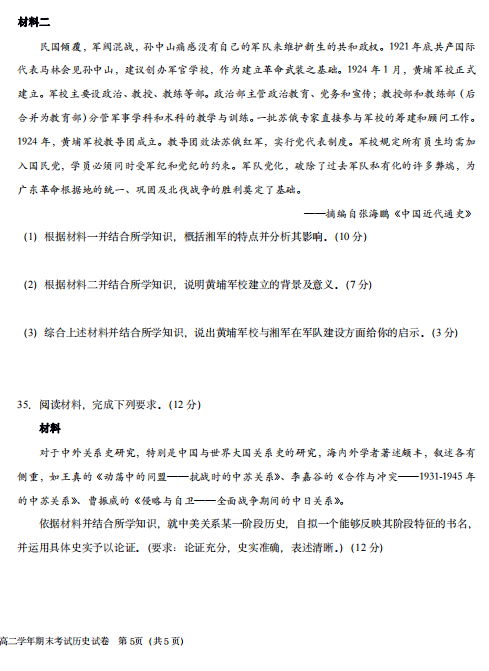 材料二
民国倾覆，军阀混战，孙中山痛感没有自己的军队来维护新生的共和政权。1921年底共产国际
代表马林会见孙中山，建议创办军官学校，作为建立革命武装之基础。1924年1月，黄埔军校正式
建立。军校主要设政治、教授、教练等部。政治部主管政治教育、党务和宣传；教授部和教练部（后
合并为教育部）分管军事学科和术科的教学与训练。一批苏俄专家直接参与军校的筹建和顾问工作。
1924年，黄埔军校教导团成立。教导团效法苏俄红军，实行党代表制度。军校规定所有员生均需加
入国民党，学员必须同时受军纪和党纪的约束。军队党化，破除了过去军队私有化的许多弊端，为
广东革命根据地的统一、巩固及北伐战争的胜利奠定了基础。
——摘编自张海鹏《中国近代通史》
（1）根据材料一并结合所学知识，概括湘军的特点并分析其影响。（10分）
（2）根据材料二并结合所学知识，说明黄埔军校建立的背景及意义。（7分）
（3）综合上述材料并结合所学知识，说出黄埔军校与湘军在军队建设方面给你的启示。（3分）
35．阅读材料，完成下列要求。（12分）
材料
对于中外关系史研究，特别是中国与世界大国关系史的研究，海内外学者著述颇丰，叙述各有
侧重，如王真的《动荡中的同盟——抗战时的中苏关系》、李嘉谷的《合作与冲突——1931-1945年
的中苏关系》、曹振威的《侵略与自卫——全面战争期间的中日关系》。
依据材料并结合所学知识，就中美关系某一阶段历史，自拟一个能够反映其阶段特征的书名，
并运用具体史实予以论证。（要求：论证充分，史实准确，表述清晰。）（12分）
高二学年期末考试历史试卷 第5页（共5页）